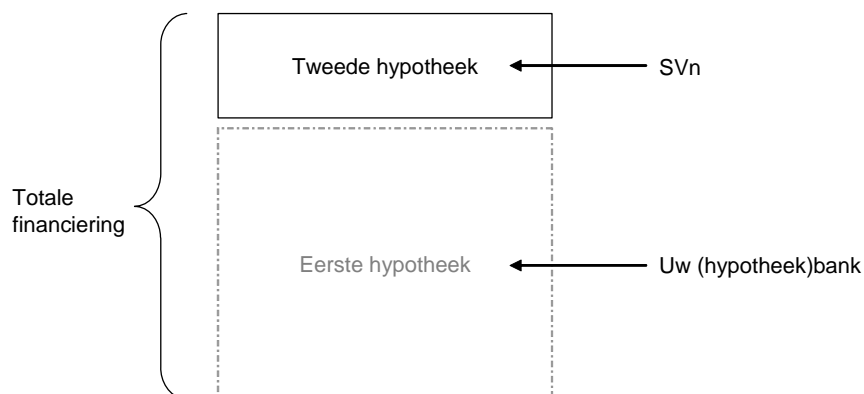 Tweede hypotheek
SVn
Totale
financiering
Eerste hypotheek
Uw (hypotheek)bank